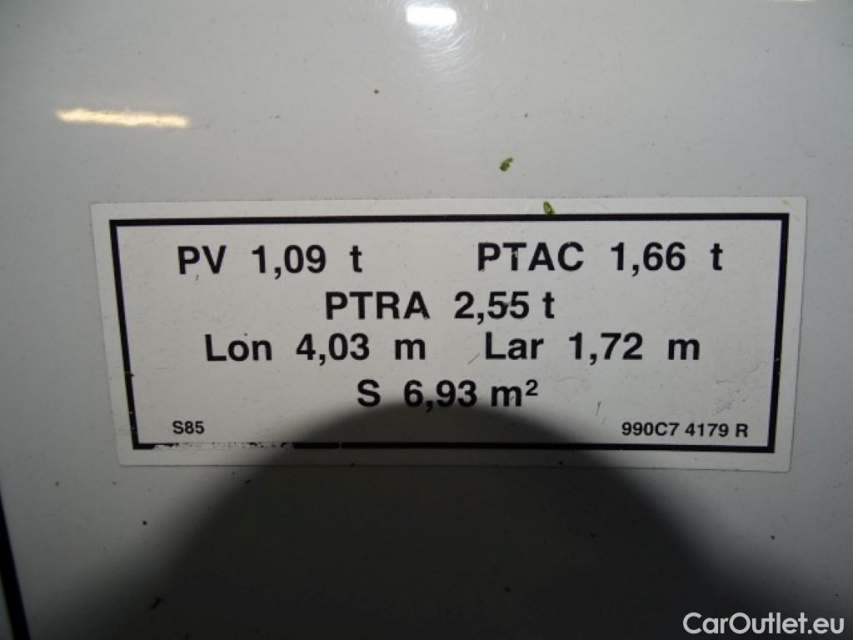 PV 1,09 t PTAC 1,66 t
PTRA 2,55 t
Lon 4,03 m Lar 1,72 m
S 6,93 m²
S85 990C7 4179 R
CarOutlet.eu